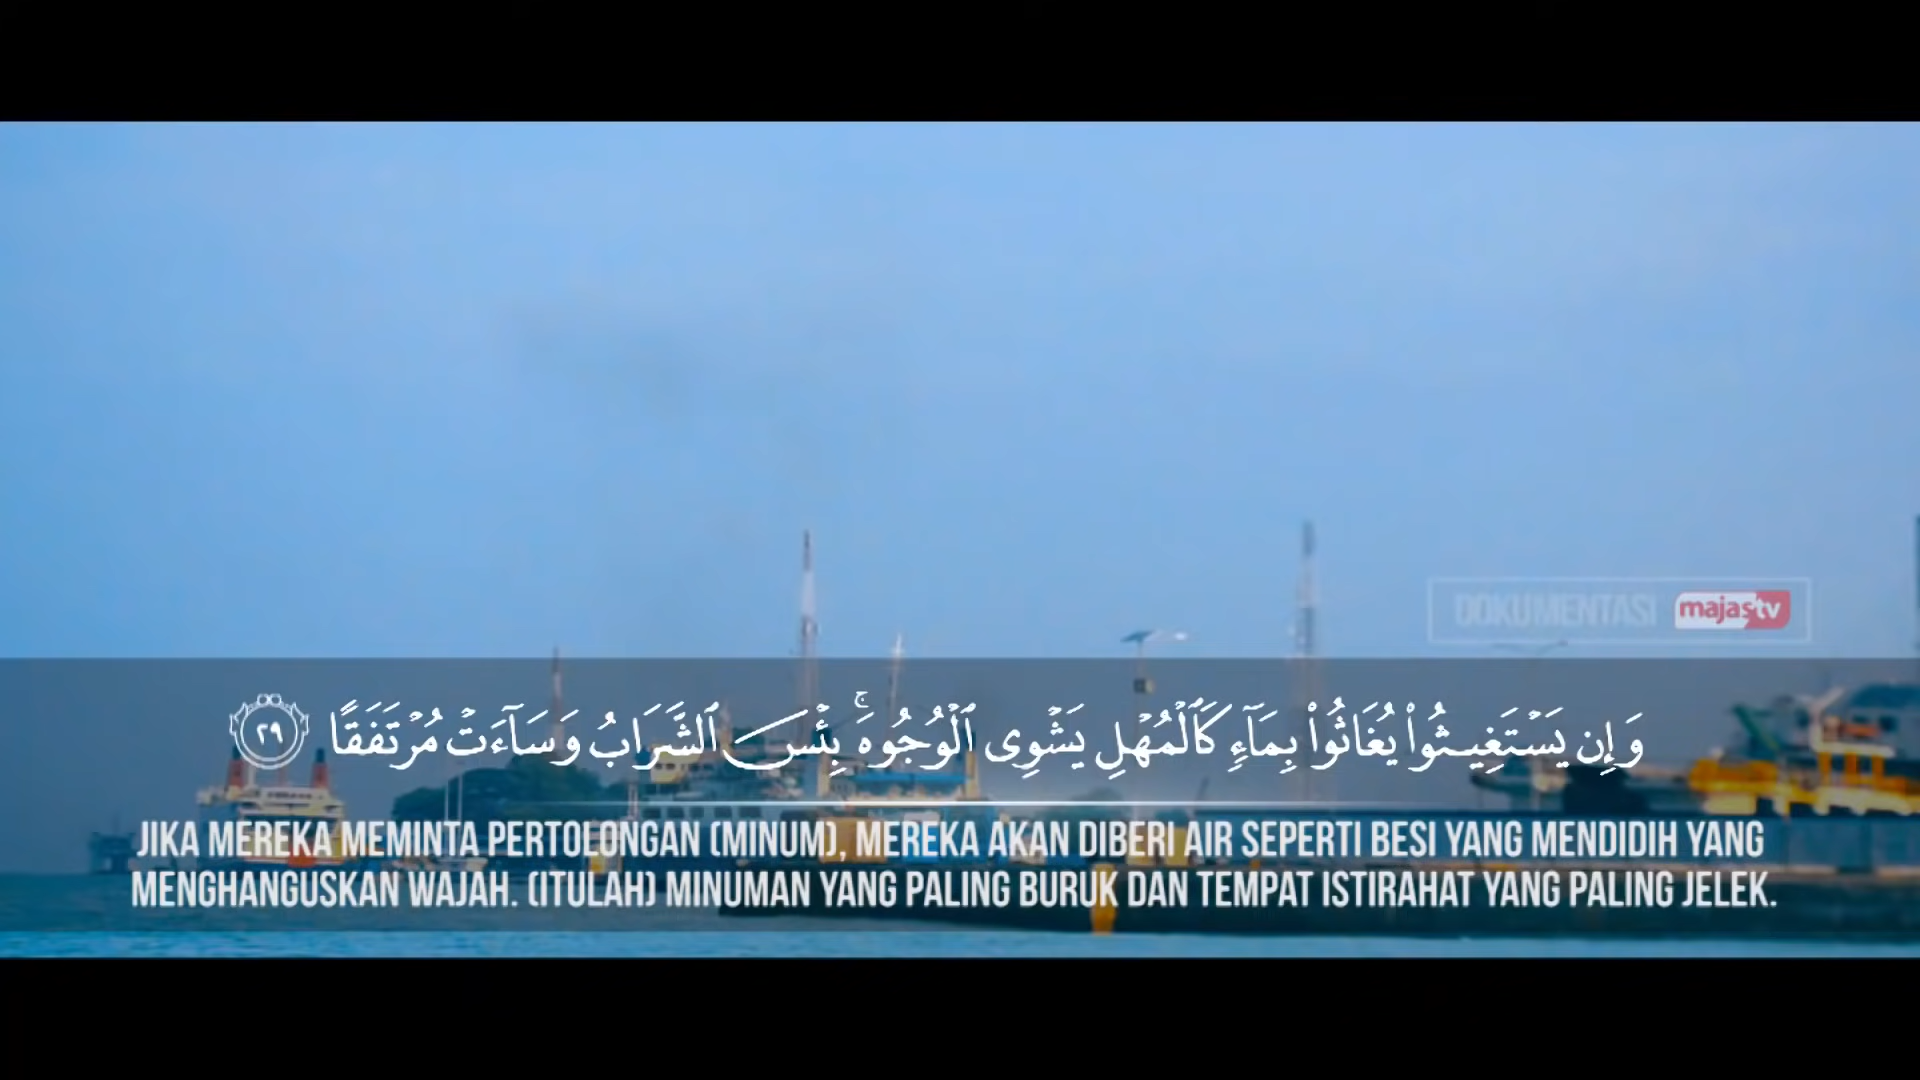 DOKUMENTASI majastv
وَإِن يَسْتَغِيثُوا۟ يُغَاثُوا۟ بِمَآءٍ كَٱلْمُهْلِ يَشْوِى ٱلْوُجُوهَ ۚ بِئْسَ ٱلشَّرَابُ وَسَآءَتْ مُرْتَفَقًا ٢٩
JIKA MEREKA MEMINTA PERTOLONGAN (MINUM), MEREKA AKAN DIBERI AIR SEPERTI BESI YANG MENDIDIH YANG
MENGHANGUSKAN WAJAH. (ITULAH) MINUMAN YANG PALING BURUK DAN TEMPAT ISTIRAHAT YANG PALING JELEK.